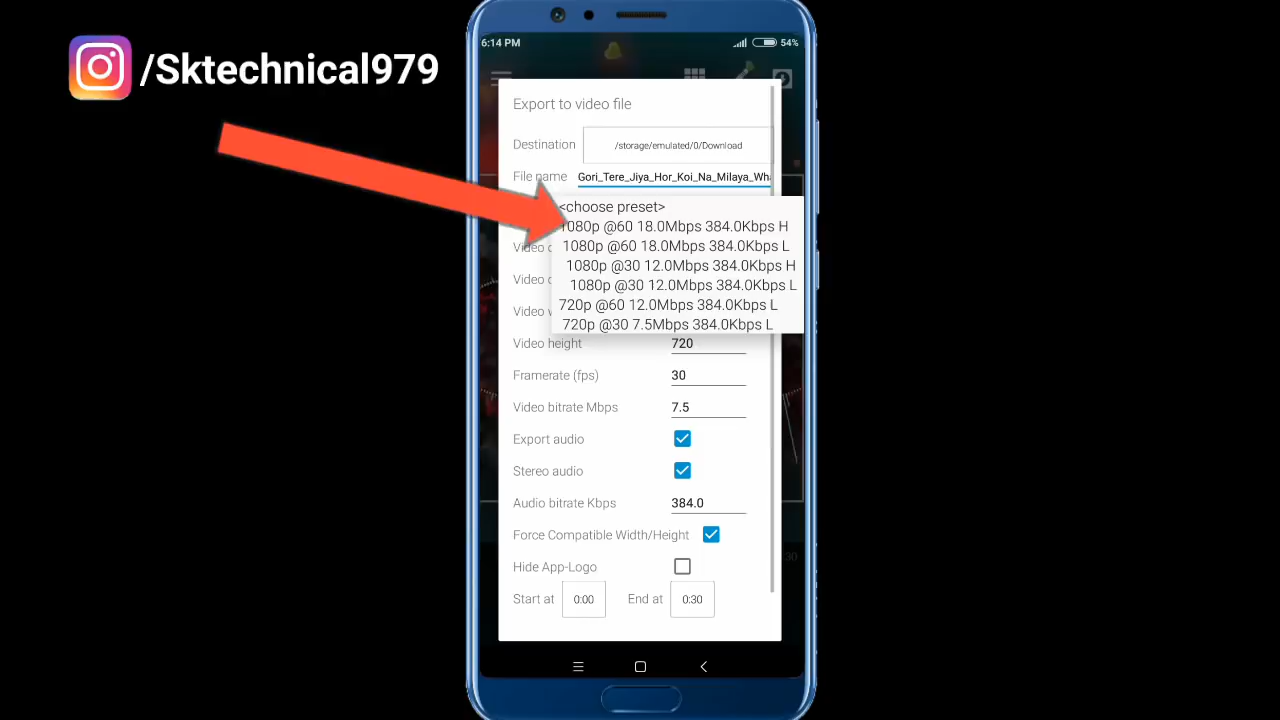 /Sktechnical979
6:14 PM
54%
Export to video file
Destination
/storage/emulated/0/Download
File name
Gori_Tere_Jiya_Hor_Koi_Na_Milaya_Wha
<choose preset>
1080p @60 18.0Mbps 384.0Kbps H
1080p @60 18.0Mbps 384.0Kbps L
1080p @30 12.0Mbps 384.0Kbps H
1080p @30 12.0Mbps 384.0Kbps L
720p @60 12.0Mbps 384.0Kbps L
720p @30 7.5Mbps 384.0Kbps L
Video
Video
Video
Video height
720
Framerate (fps)
30
Video bitrate Mbps
7.5
Export audio
Stereo audio
Audio bitrate Kbps
384.0
Force Compatible Width/Height
Hide App-Logo
Start at
0:00
End at
0:30